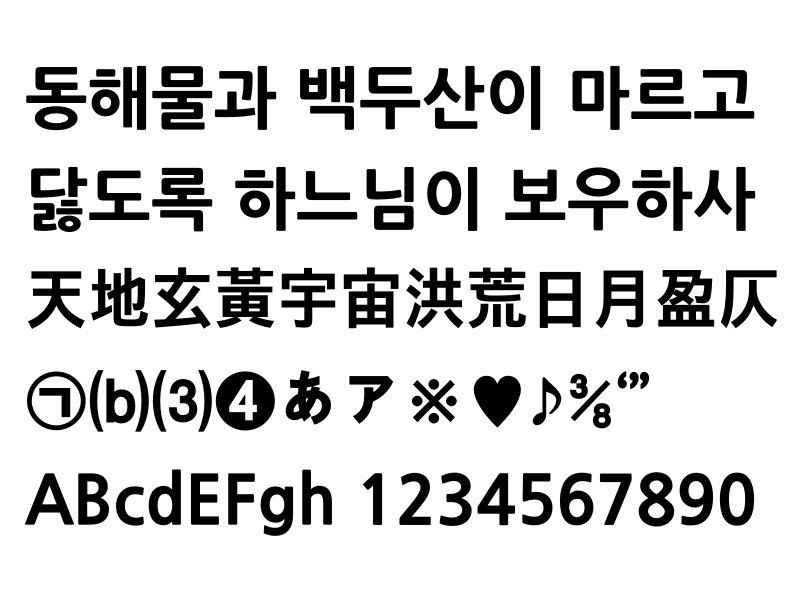 동해물과 백두산이 마르고
닳도록 하느님이 보우하사
天地玄黃宇宙洪荒日月盈仄
㉠⒝⑶❹あア※♥♪⅜“”
ABcdEFgh 1234567890